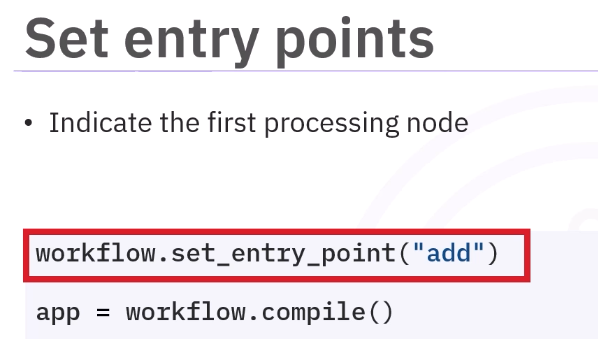 Set entry points
• Indicate the first processing node
workflow.set_entry_point("add")
app = workflow.compile()